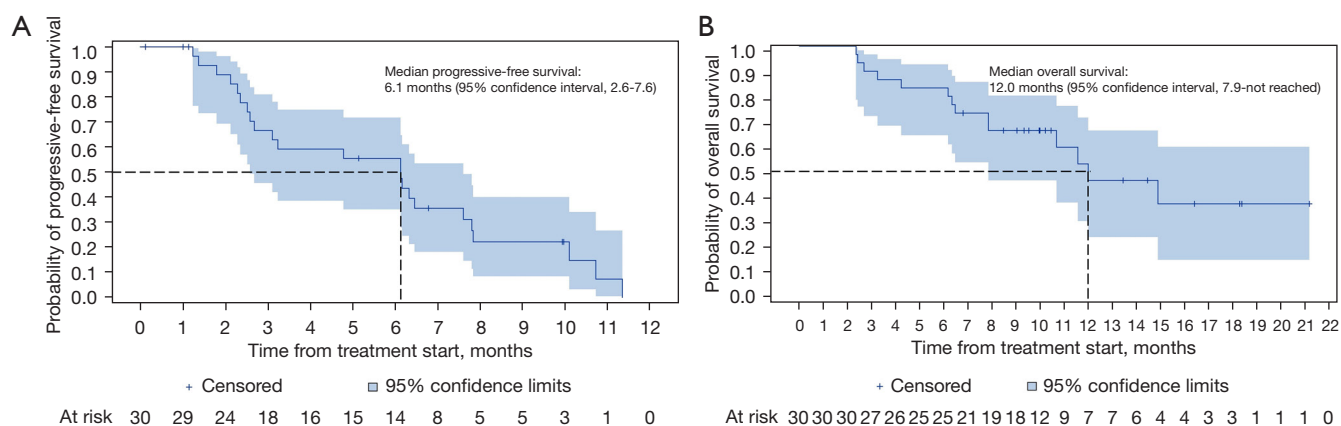 A
Probability of progressive-free survival
1.0
0.9
0.8
0.7
0.6
0.5
0.4
0.3
0.2
0.1
0.0
Median progressive-free survival:
6.1 months (95% confidence interval, 2.6-7.6)
0 1 2 3 4 5 6 7 8 9 10 11 12
Time from treatment start, months
+ Censored 95% confidence limits
At risk 30 29 24 18 16 15 14 8 5 5 3 1 0
B
Probability of overall survival
1.0
0.9
0.8
0.7
0.6
0.5
0.4
0.3
0.2
0.1
0.0
Median overall survival:
12.0 months (95% confidence interval, 7.9-not reached)
0 1 2 3 4 5 6 7 8 9 10 11 12 13 14 15 16 17 18 19 20 21 22
Time from treatment start, months
+ Censored 95% confidence limits
At risk 30 30 30 27 26 25 25 21 19 18 12 9 7 7 6 4 4 3 3 1 1 1 0